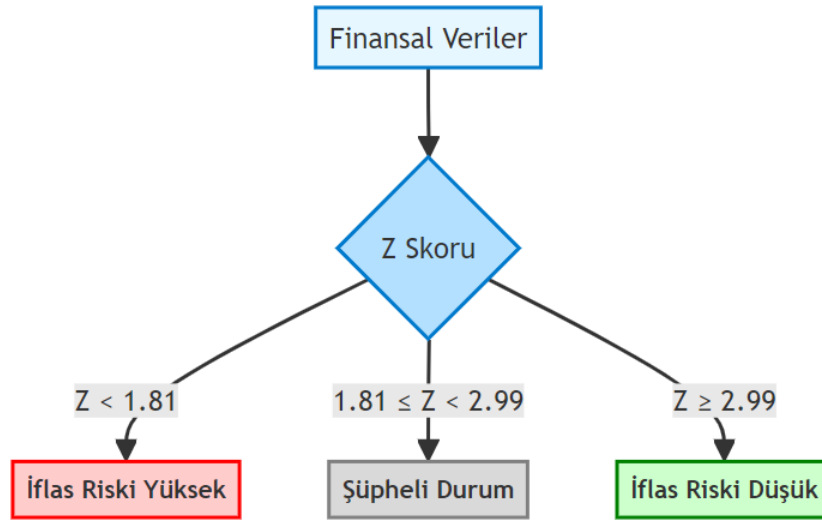 Finansal Veriler
Z Skoru
Z < 1.81
1.81 ≤ Z < 2.99
Z ≥ 2.99
İflas Riski Yüksek
Şüpheli Durum
İflas Riski Düşük